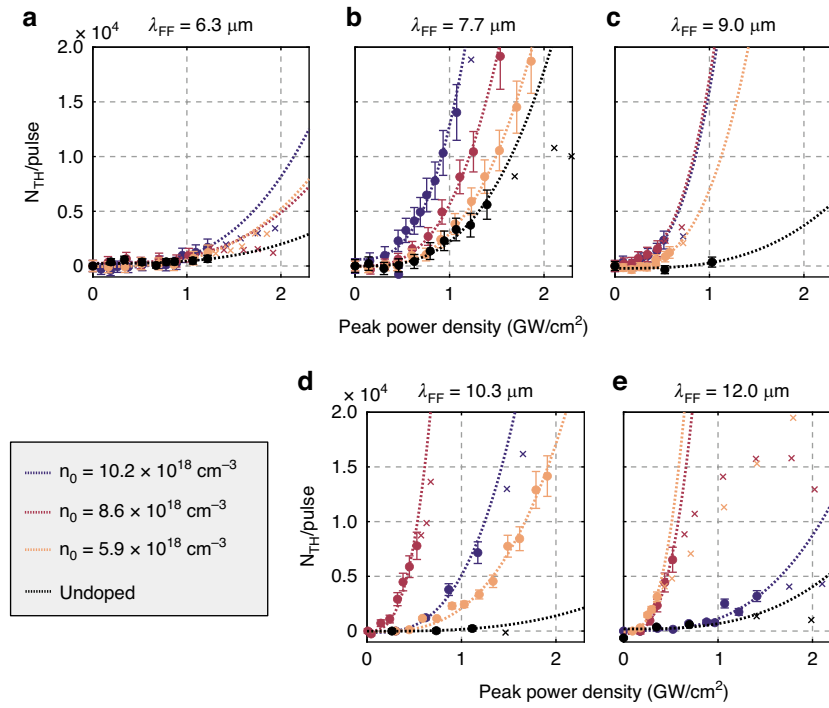 a b c
λFF = 6.3 μm λFF = 7.7 μm λFF = 9.0 μm
× 10⁴
2.0
1.5
1.0
0.5
0
NTH/pulse
0 1 2 0 1 2 0 1 2
Peak power density (GW/cm²)
d e
× 10⁴ λFF = 10.3 μm λFF = 12.0 μm
2.0
1.5
1.0
0.5
0
NTH/pulse
0 1 2 0 1 2
Peak power density (GW/cm²)
n₀ = 10.2 × 10¹⁸ cm⁻³
n₀ = 8.6 × 10¹⁸ cm⁻³
n₀ = 5.9 × 10¹⁸ cm⁻³
Undoped